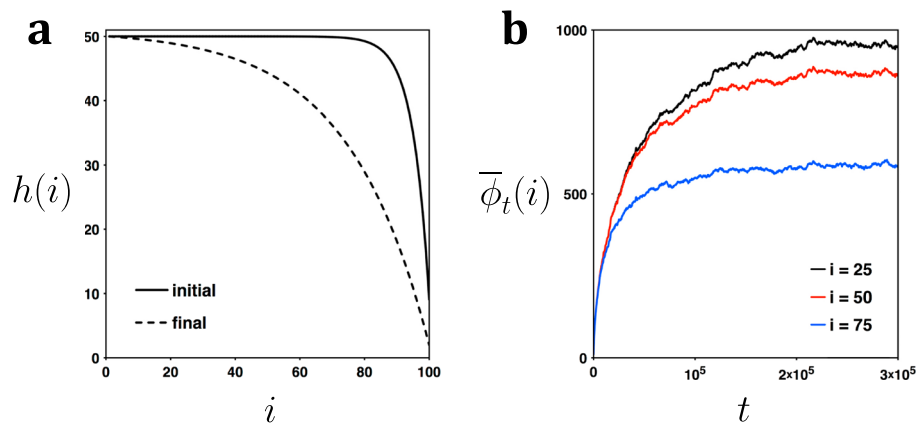 a
50
40
30
20
10
0
h(i)
initial
final
0
20
40
60
80
100
i
b
1000
500
0
ϕ̅ₜ(i)
i = 25
i = 50
i = 75
0
10⁵
2×10⁵
3×10⁵
t